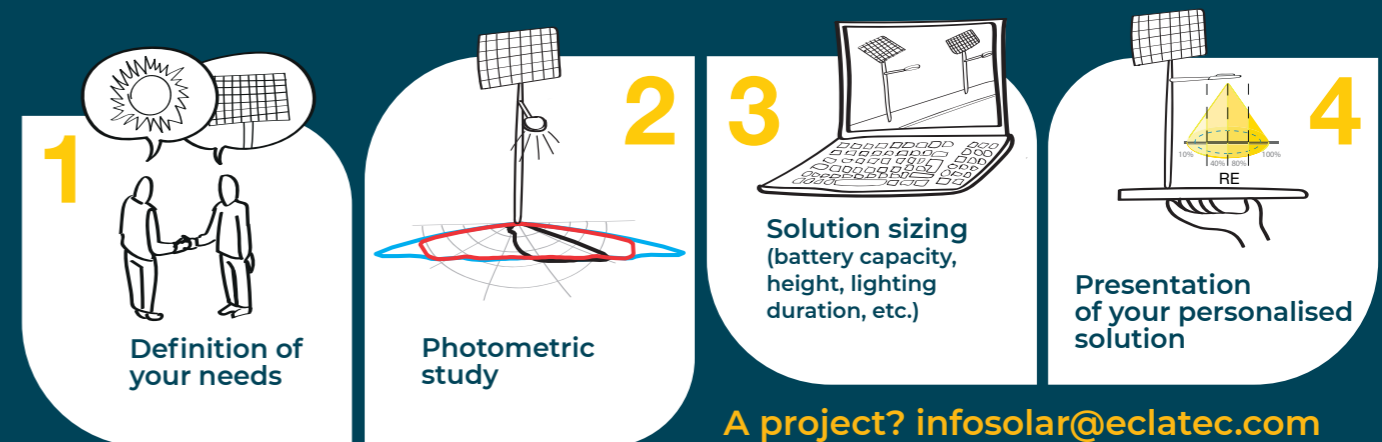 1
Definition of
your needs
2
Photometric
study
3
Solution sizing
(battery capacity,
height, lighting
duration, etc.)
4
10%
40%
80%
100%
RE
Presentation
of your personalised
solution
A project? infosolar@eclatec.com